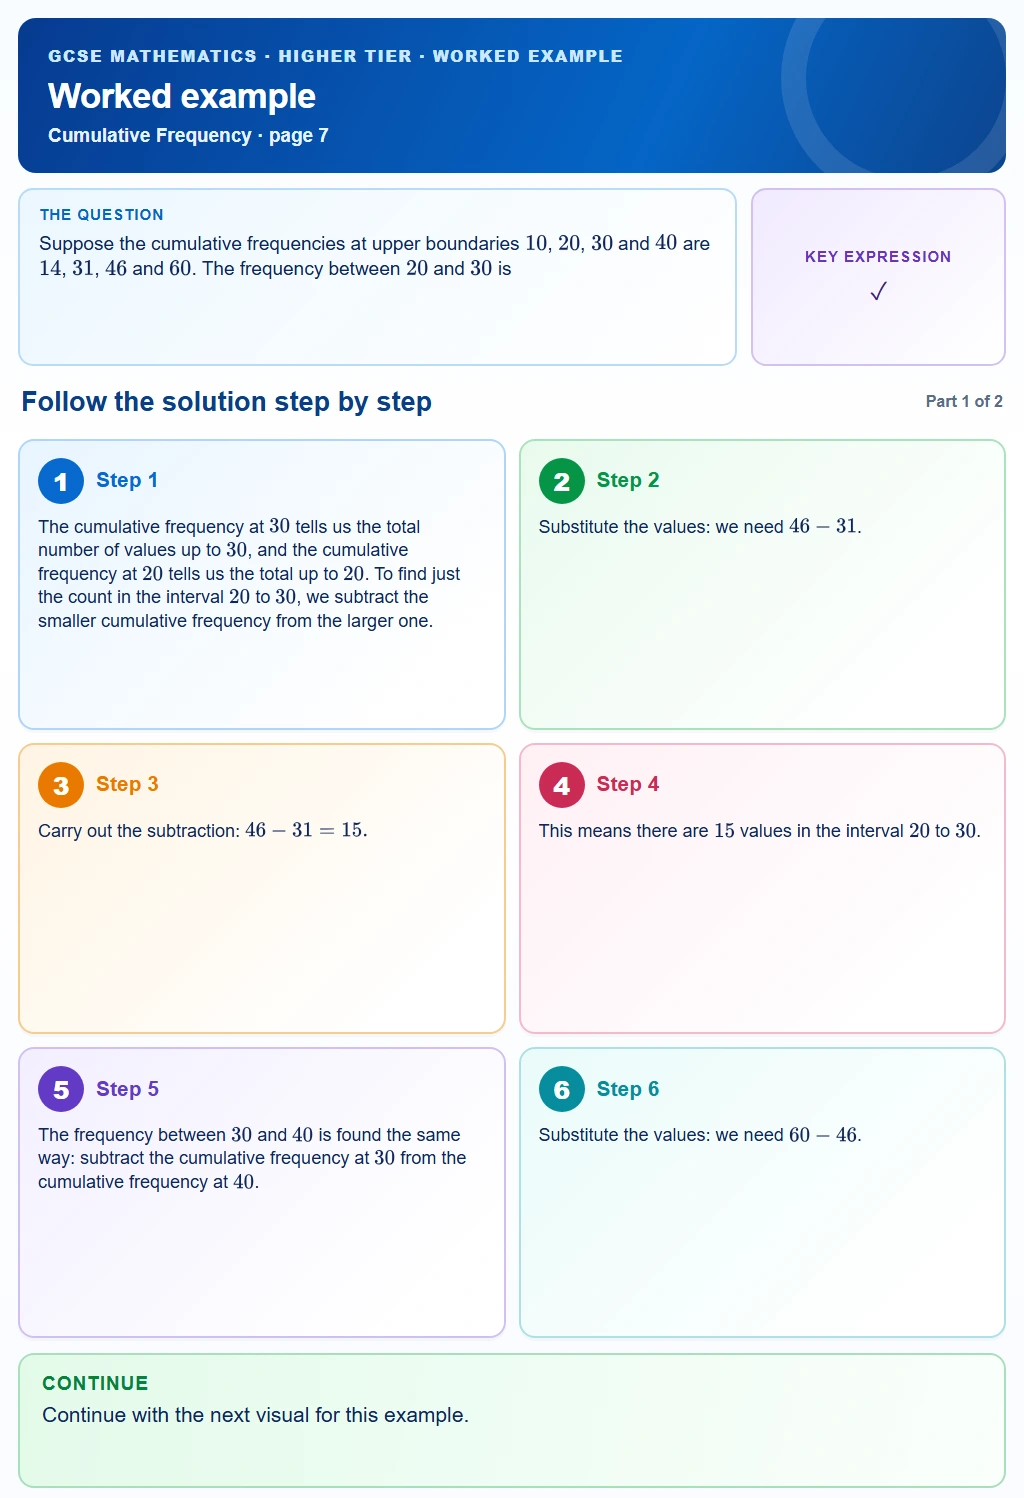 GCSE MATHEMATICS · HIGHER TIER · WORKED EXAMPLE
Worked example
Cumulative Frequency · page 7
THE QUESTION
Suppose the cumulative frequencies at upper boundaries 10, 20, 30 and 40 are
14, 31, 46 and 60. The frequency between 20 and 30 is
KEY EXPRESSION
✓
Follow the solution step by step
Part 1 of 2
1 Step 1
The cumulative frequency at 30 tells us the total
number of values up to 30, and the cumulative
frequency at 20 tells us the total up to 20. To find just
the count in the interval 20 to 30, we subtract the
smaller cumulative frequency from the larger one.
2 Step 2
Substitute the values: we need 46 − 31.
3 Step 3
Carry out the subtraction: 46 − 31 = 15.
4 Step 4
This means there are 15 values in the interval 20 to 30.
5 Step 5
The frequency between 30 and 40 is found the same
way: subtract the cumulative frequency at 30 from the
cumulative frequency at 40.
6 Step 6
Substitute the values: we need 60 − 46.
CONTINUE
Continue with the next visual for this example.